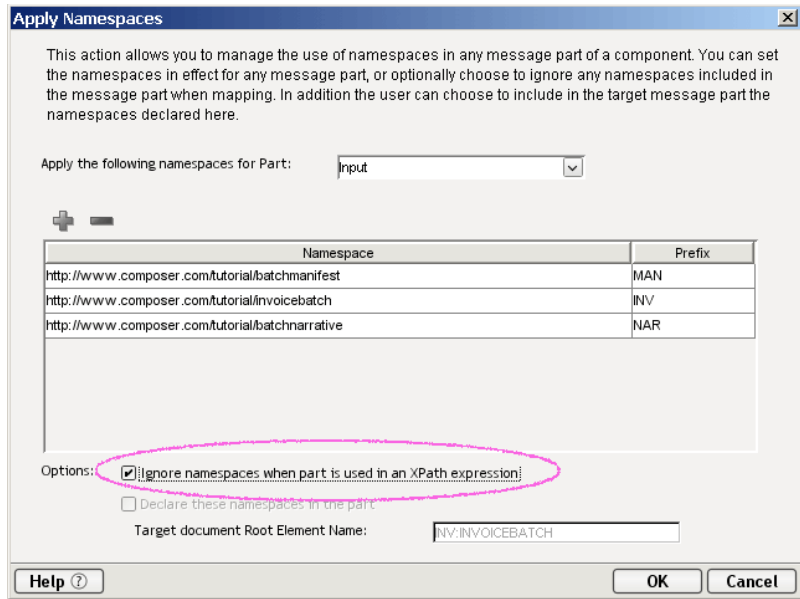 Apply Namespaces
This action allows you to manage the use of namespaces in any message part of a component. You can set
the namespaces in effect for any message part, or optionally choose to ignore any namespaces included in
the message part when mapping. In addition the user can choose to include in the target message part the
namespaces declared here.
Apply the following namespaces for Part: Input
Namespace Prefix
http://www.composer.com/tutorial/batchmanifest MAN
http://www.composer.com/tutorial/invoicebatch INV
http://www.composer.com/tutorial/batchnarrative NAR
Options: Ignore namespaces when part is used in an XPath expression
Declare these namespaces in the part
Target document Root Element Name: INV:INVOICEBATCH
Help ? OK Cancel